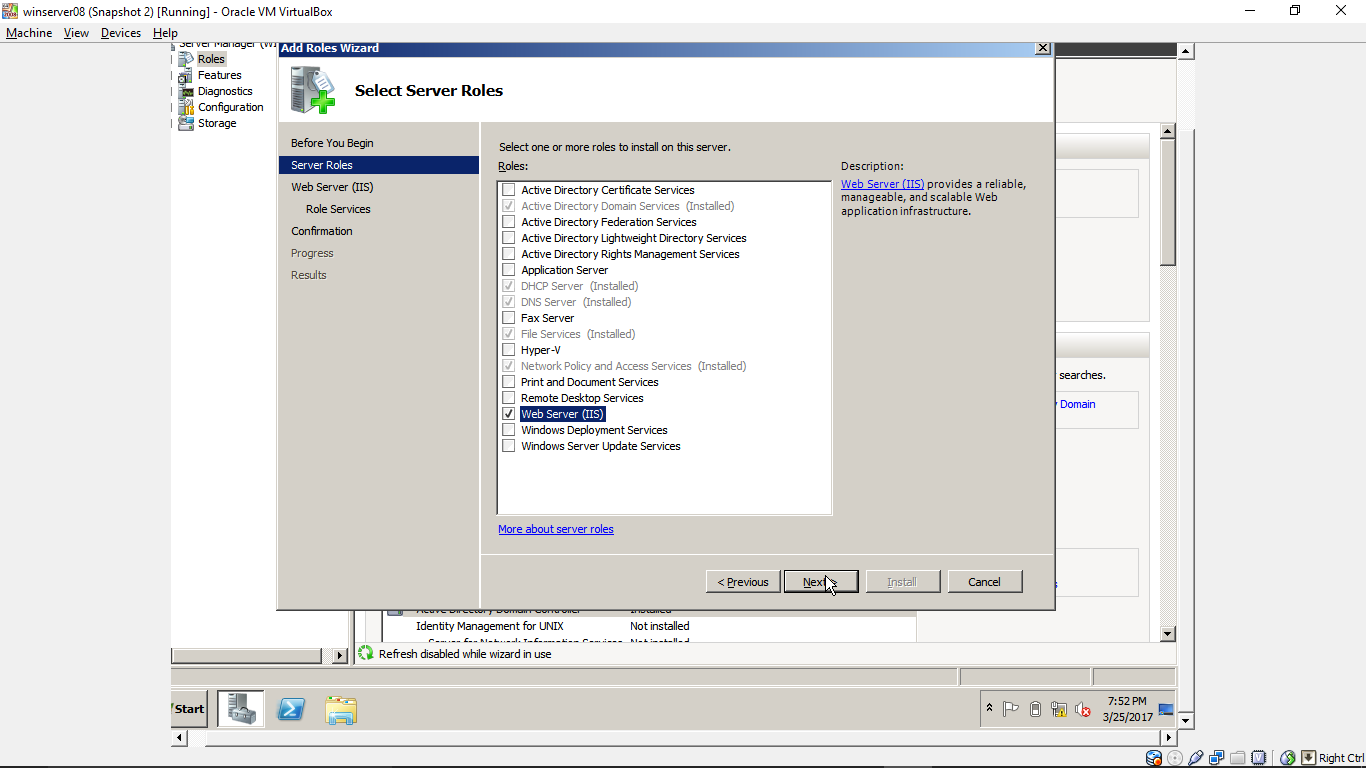 winserver08 (Snapshot 2) [Running] - Oracle VM VirtualBox
Machine View Devices Help
Server Manager (WI
Roles
Features
Diagnostics
Configuration
Storage
Add Roles Wizard
Select Server Roles
Before You Begin
Server Roles
Web Server (IIS)
Role Services
Confirmation
Progress
Results
Select one or more roles to install on this server.
Roles:
Active Directory Certificate Services
Active Directory Domain Services (Installed)
Active Directory Federation Services
Active Directory Lightweight Directory Services
Active Directory Rights Management Services
Application Server
DHCP Server (Installed)
DNS Server (Installed)
Fax Server
File Services (Installed)
Hyper-V
Network Policy and Access Services (Installed)
Print and Document Services
Remote Desktop Services
Web Server (IIS)
Windows Deployment Services
Windows Server Update Services
More about server roles
Description:
Web Server (IIS) provides a reliable,
manageable, and scalable Web
application infrastructure.
< Previous
Next
Install
Cancel
searches.
Domain
Active Directory Domain Controller Installed
Identity Management for UNIX Not installed
Server for Network Information Services Not installed
Refresh disabled while wizard in use
Start
7:52 PM
3/25/2017
Right Ctrl